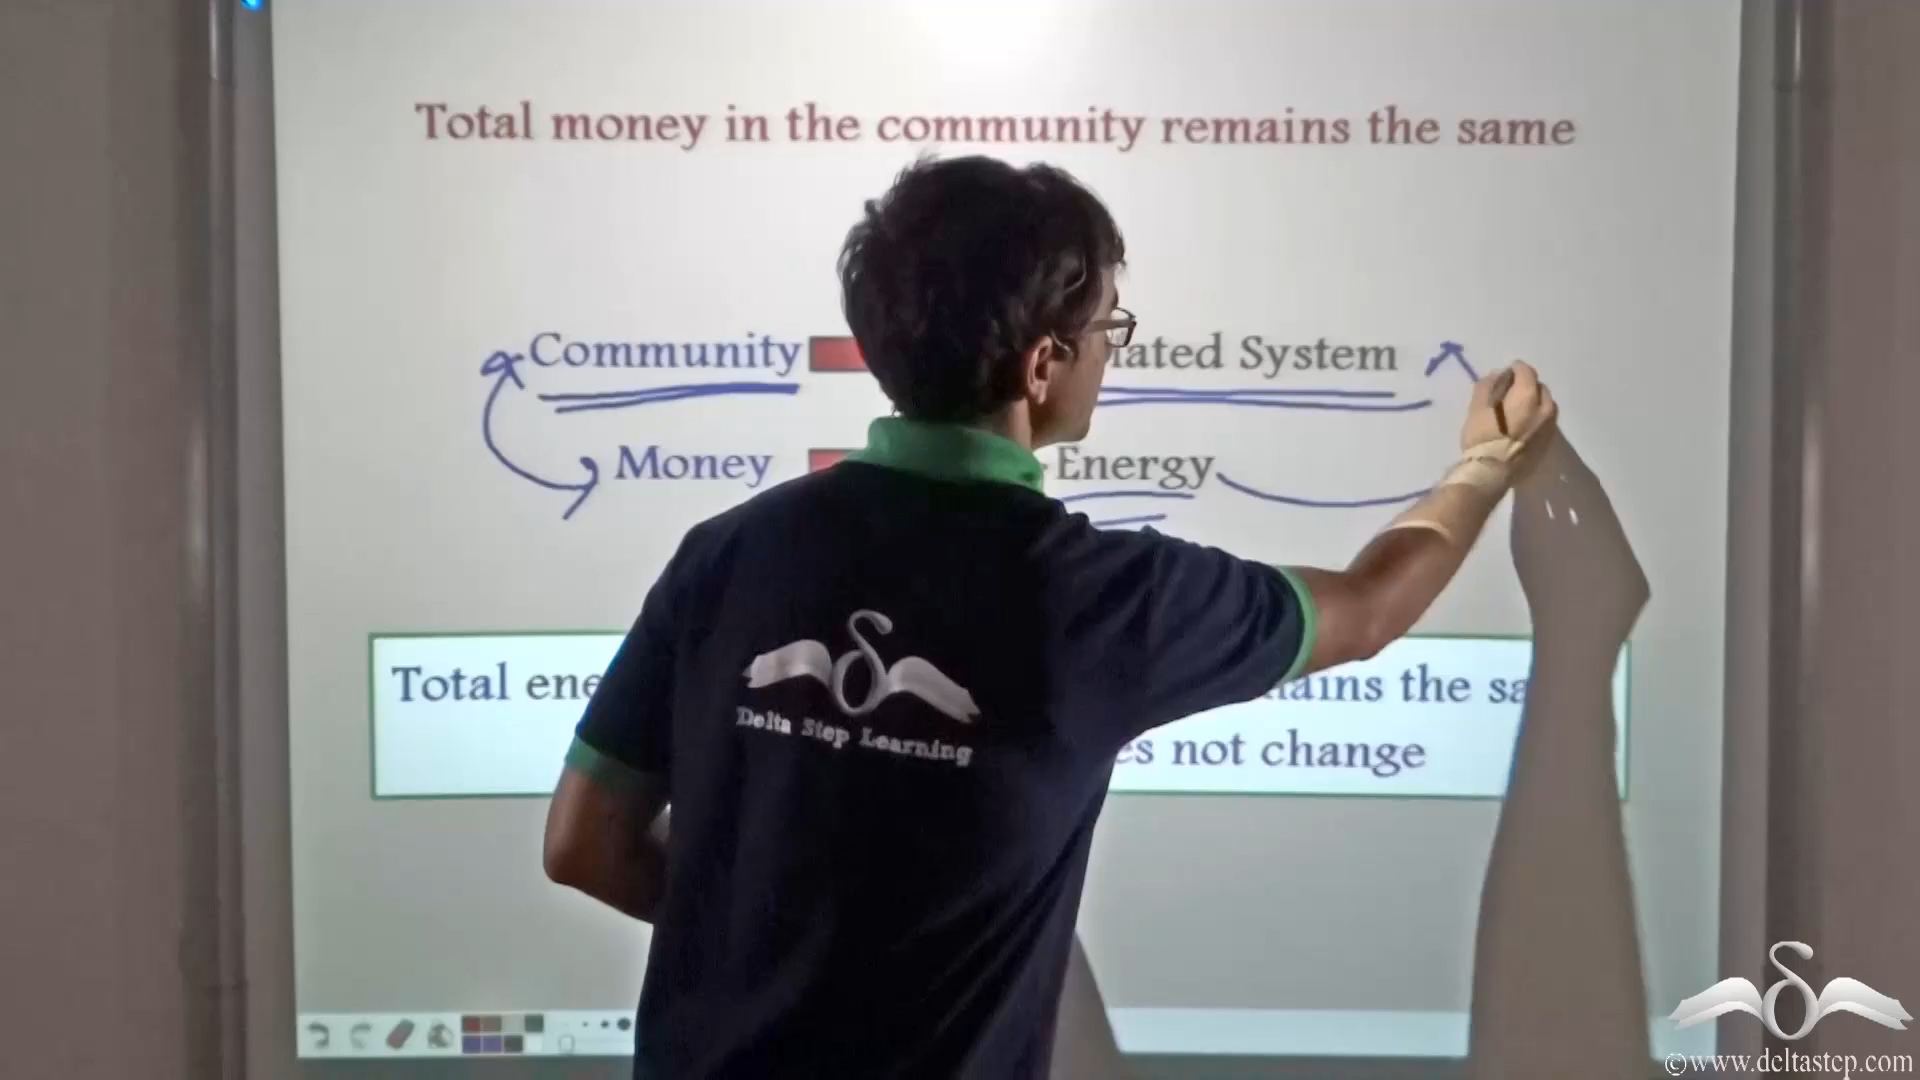 Total money in the community remains the same
Community lated System
Money Energy
Total ene ains the sa
es not change
Delta Step Learning
©www.deltastep.com